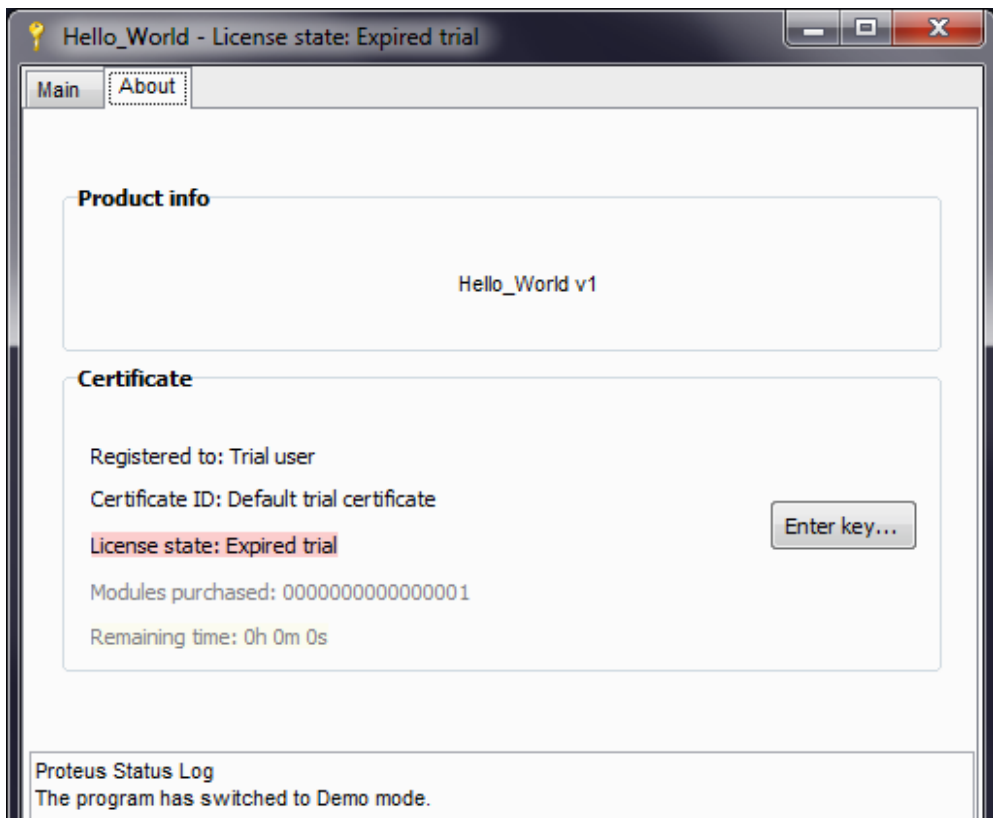 Hello_World - License state: Expired trial
Main
About
Product info
Hello_World v1
Certificate
Registered to: Trial user
Certificate ID: Default trial certificate
Enter key...
License state: Expired trial
Modules purchased: 0000000000000001
Remaining time: 0h 0m 0s
Proteus Status Log
The program has switched to Demo mode.